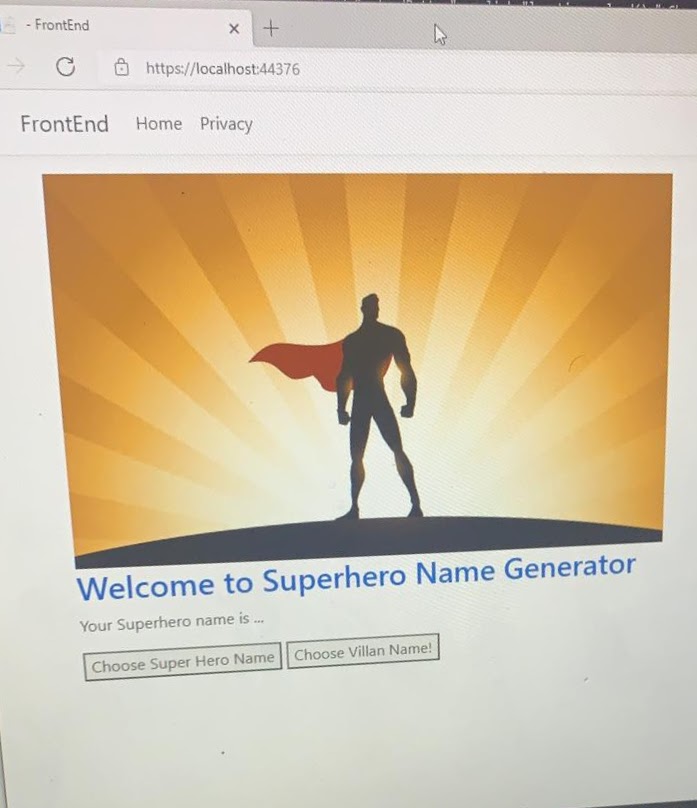 - FrontEnd
https://localhost:44376
FrontEnd Home Privacy
Welcome to Superhero Name Generator
Your Superhero name is ...
Choose Super Hero Name Choose Villan Name!